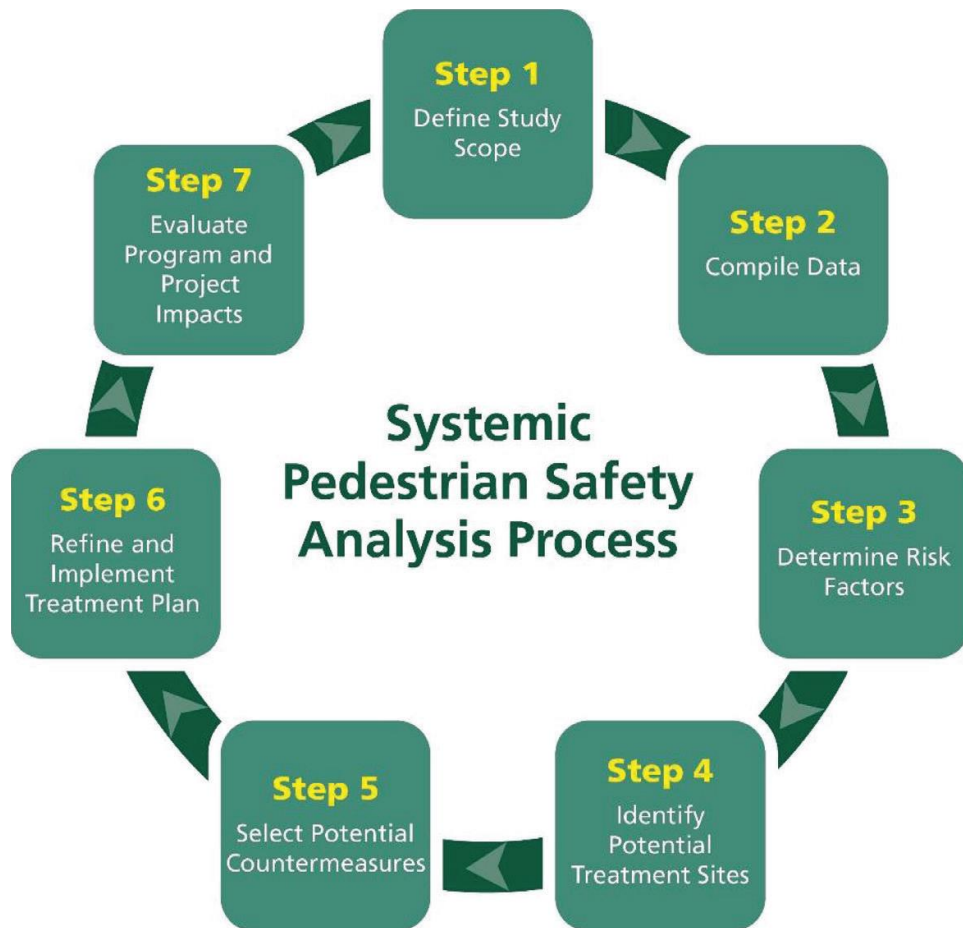 Step 1
Define Study
Scope
Step 2
Compile Data
Step 3
Determine Risk
Factors
Step 4
Identify
Potential
Treatment Sites
Step 5
Select Potential
Countermeasures
Step 6
Refine and
Implement
Treatment Plan
Step 7
Evaluate
Program and
Project
Impacts
Systemic
Pedestrian Safety
Analysis Process